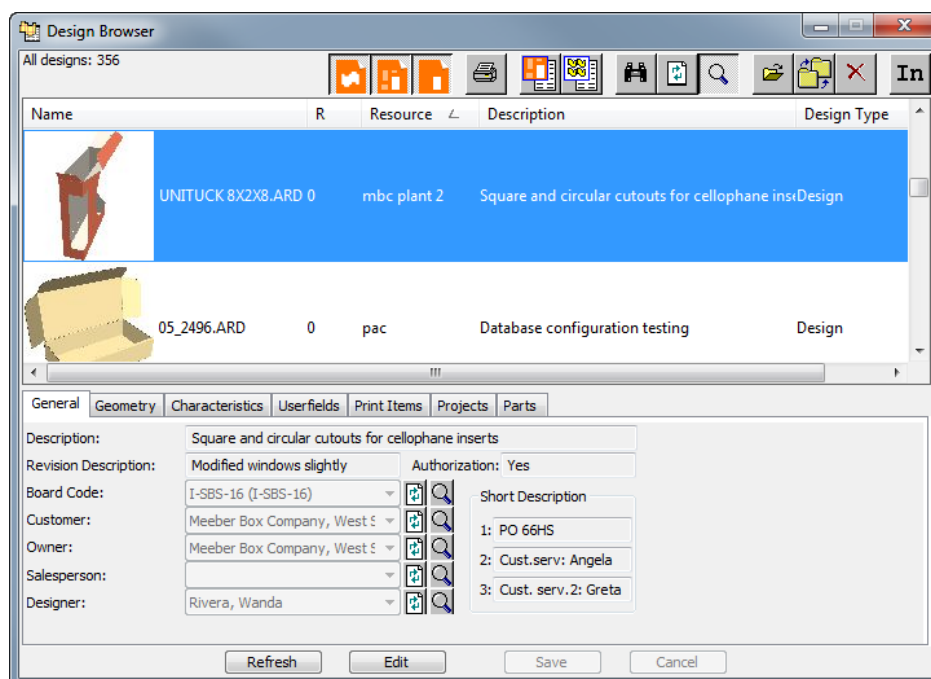 Design Browser
All designs: 356
In
Name R Resource Description Design Type
UNITUCK 8X2X8.ARD 0 mbc plant 2 Square and circular cutouts for cellophane inse Design
05_2496.ARD 0 pac Database configuration testing Design
General Geometry Characteristics Userfields Print Items Projects Parts
Description: Square and circular cutouts for cellophane inserts
Revision Description: Modified windows slightly Authorization: Yes
Board Code: I-SBS-16 (I-SBS-16)
Short Description
Customer: Meeber Box Company, West S
1: PO 66HS
Owner: Meeber Box Company, West S
2: Cust.serv: Angela
Salesperson:
3: Cust. serv.2: Greta
Designer: Rivera, Wanda
Refresh Edit Save Cancel